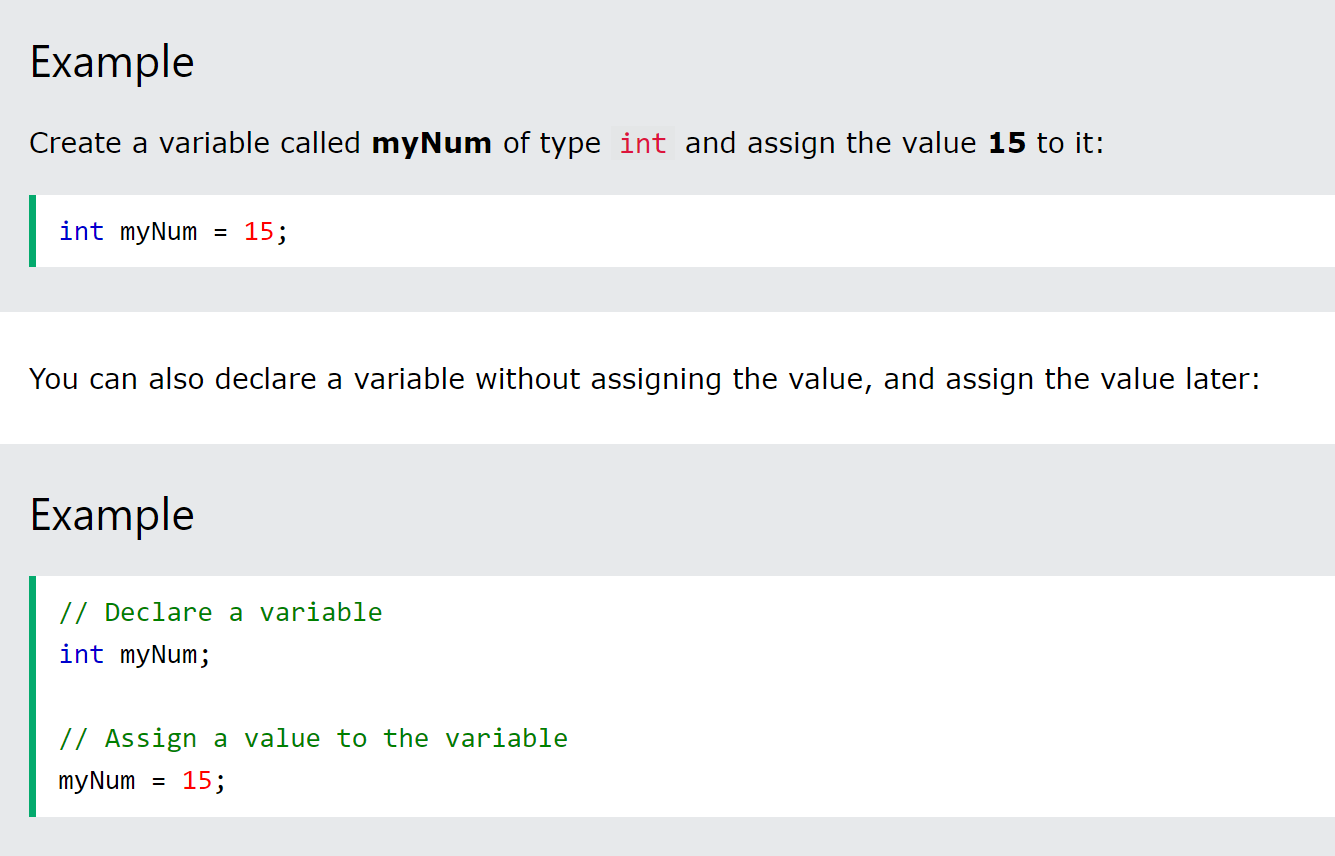 Example
Create a variable called myNum of type int and assign the value 15 to it:
int myNum = 15;
You can also declare a variable without assigning the value, and assign the value later:
Example
// Declare a variable
int myNum;
// Assign a value to the variable
myNum = 15;